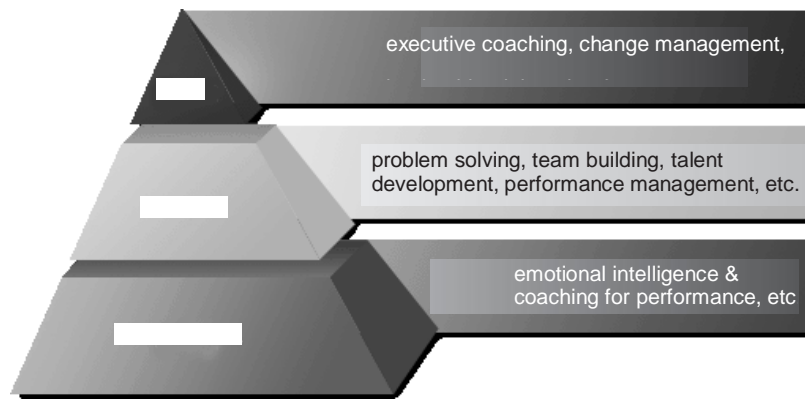 executive coaching, change management,
problem solving, team building, talent
development, performance management, etc.
emotional intelligence &
coaching for performance, etc